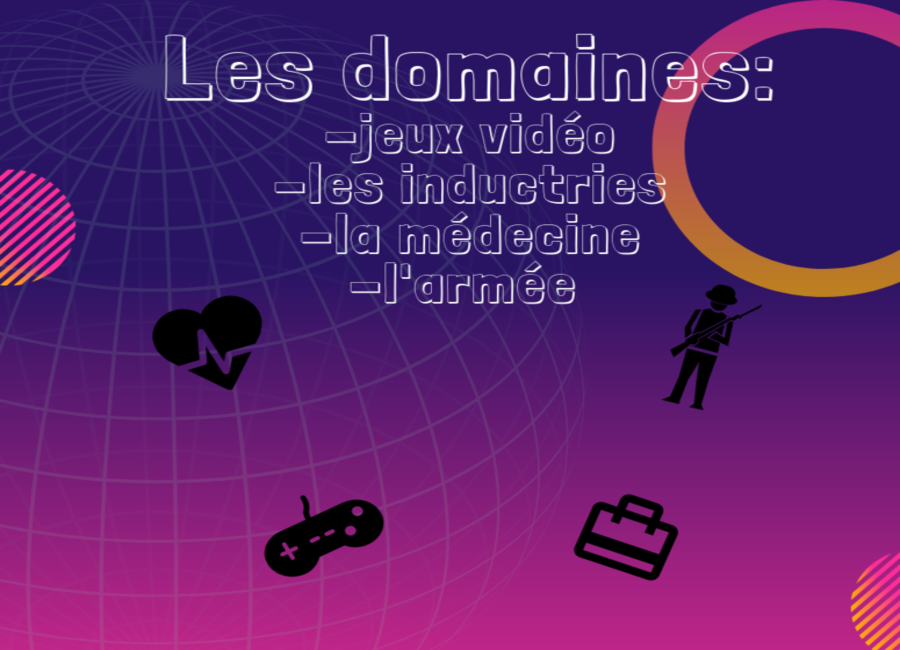 Les domaines:
-jeux vidéo
-les inductries
-la médecine
-l'armée